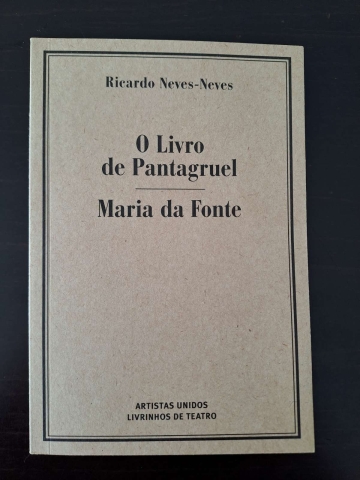 Ricardo Neves-Neves
O Livro
de Pantagruel
Maria da Fonte
ARTISTAS UNIDOS
LIVRINHOS DE TEATRO